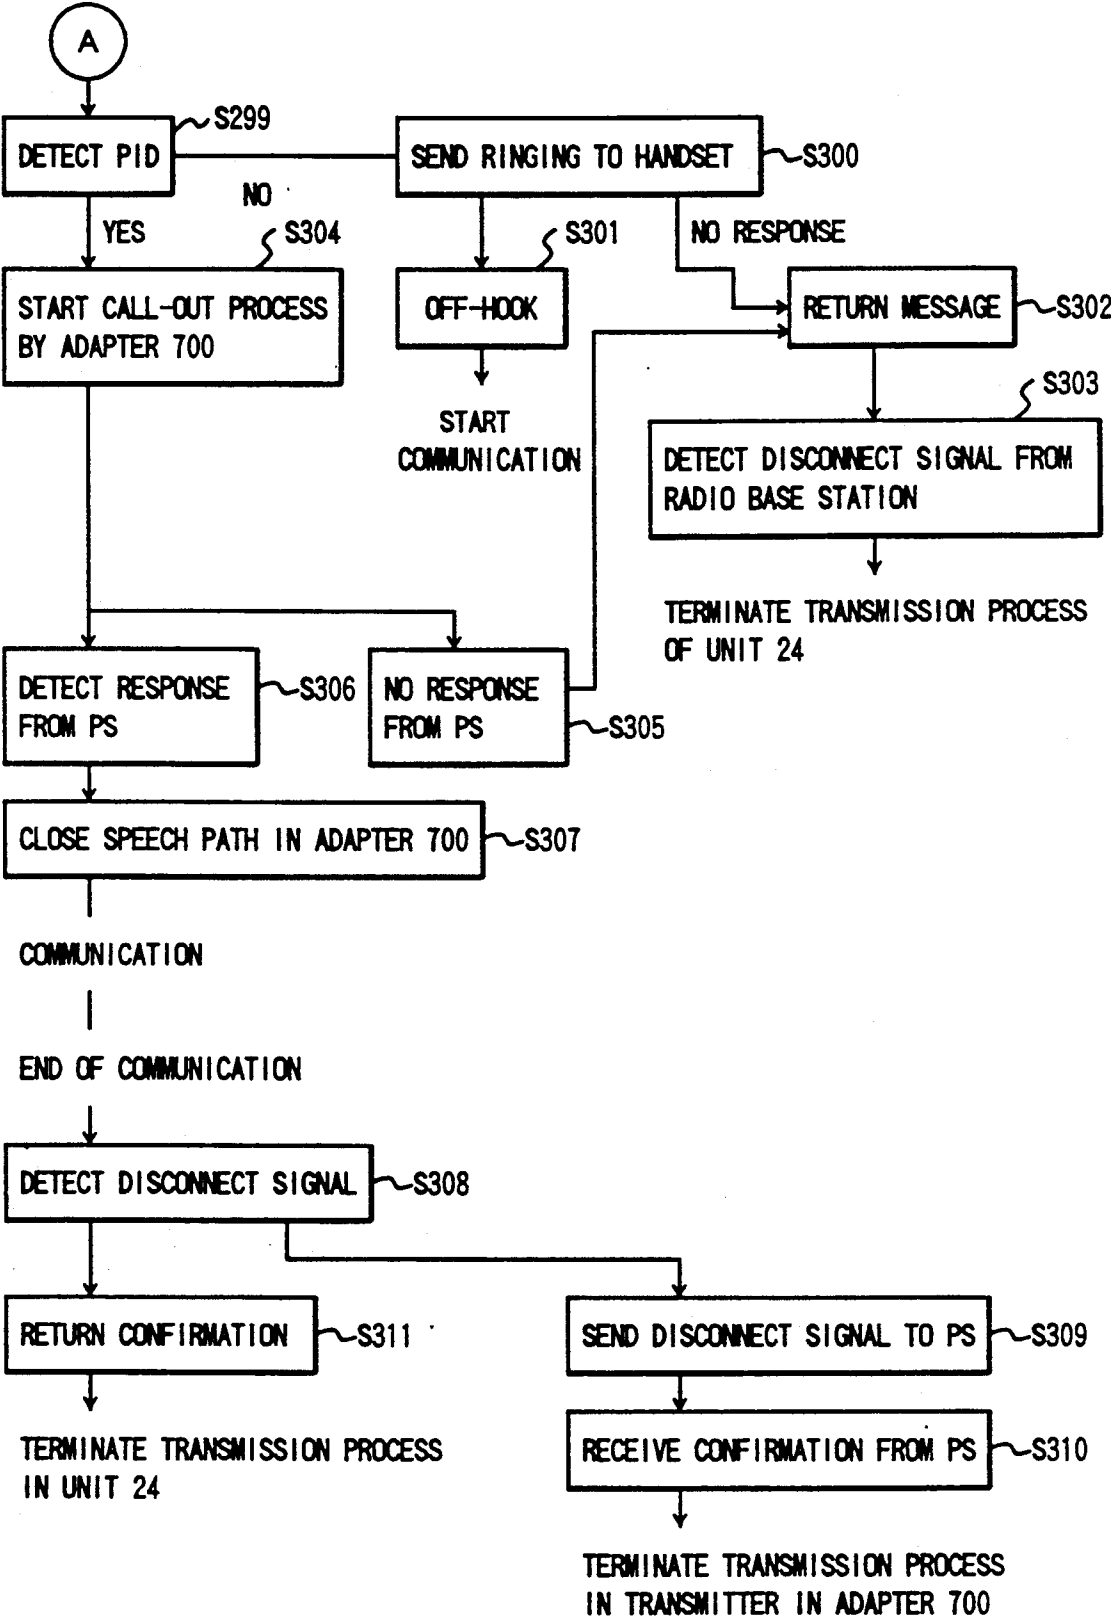 A
S299
DETECT PID
SEND RINGING TO HANDSET
S300
NO
YES
S304
S301
NO RESPONSE
START CALL-OUT PROCESS
BY ADAPTER 700
OFF-HOOK
RETURN MESSAGE
S302
START
COMMUNICATION
S303
DETECT DISCONNECT SIGNAL FROM
RADIO BASE STATION
TERMINATE TRANSMISSION PROCESS
OF UNIT 24
DETECT RESPONSE
FROM PS
S306
NO RESPONSE
FROM PS
S305
CLOSE SPEECH PATH IN ADAPTER 700
S307
COMMUNICATION
END OF COMMUNICATION
DETECT DISCONNECT SIGNAL
S308
RETURN CONFIRMATION
S311
SEND DISCONNECT SIGNAL TO PS
S309
TERMINATE TRANSMISSION PROCESS
IN UNIT 24
RECEIVE CONFIRMATION FROM PS
S310
TERMINATE TRANSMISSION PROCESS
IN TRANSMITTER IN ADAPTER 700